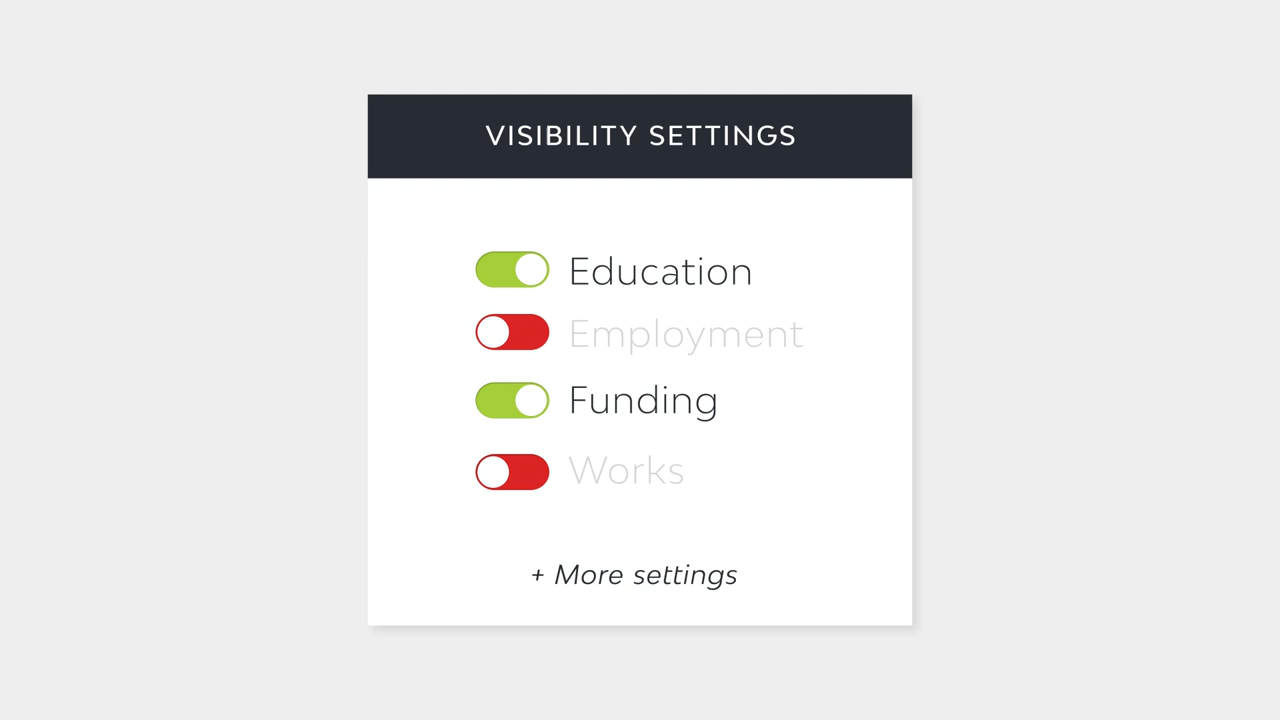 VISIBILITY SETTINGS
Education
Employment
Funding
Works
+ More settings